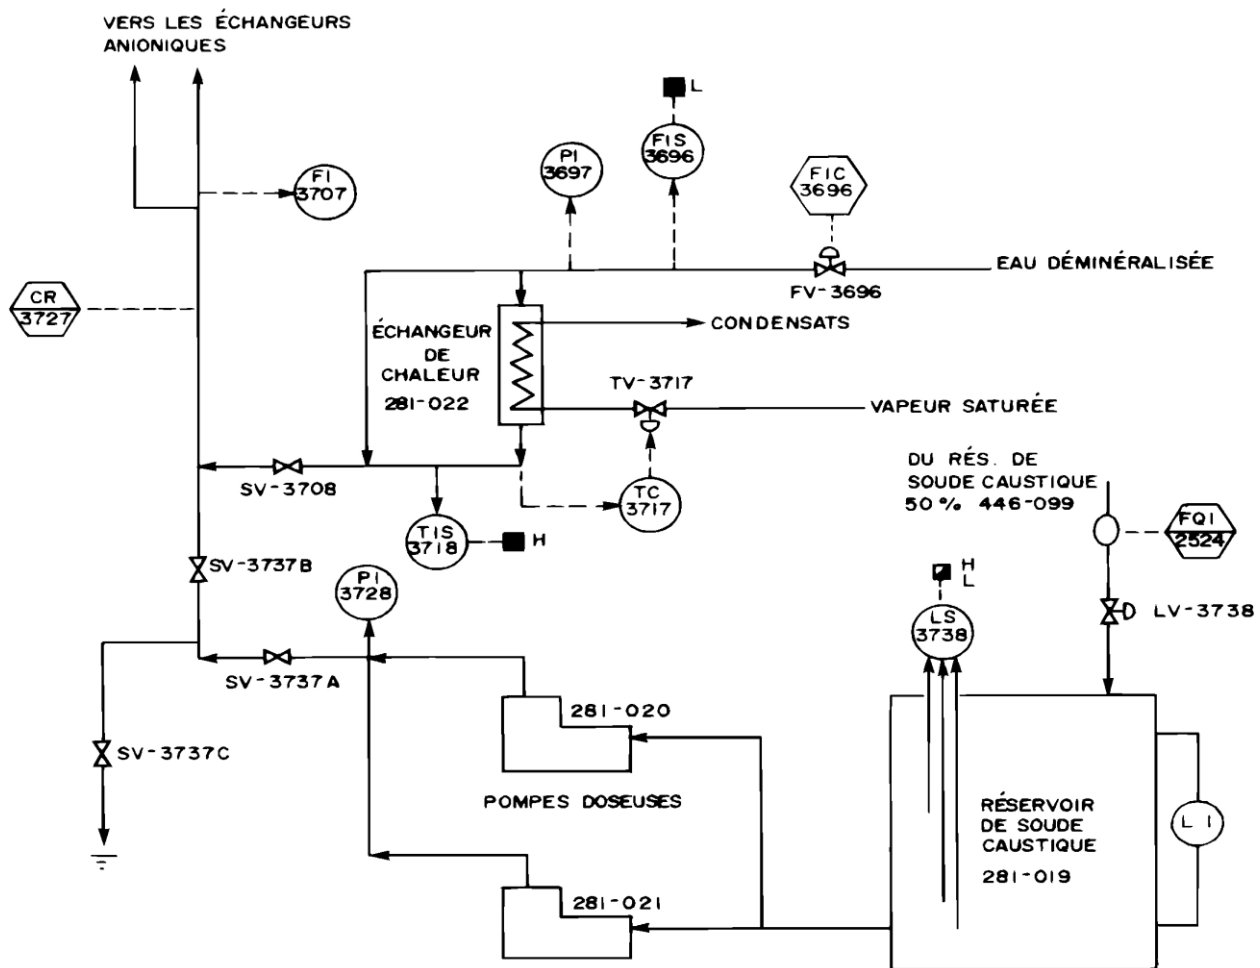 VERS LES ÉCHANGEURS
ANIONIQUES
L
FIS
3696
PI
3697
FIC
3696
FI
3707
EAU DÉMINÉRALISÉE
FV-3696
CR
3727
CONDENSATS
ÉCHANGEUR
DE
CHALEUR
281-022
TV-3717
VAPEUR SATURÉE
DU RÉS. DE
SOUDE CAUSTIQUE
50 % 446-099
SV-3708
TC
3717
TIS
3718
H
FQI
2524
SV-3737B
PI
3728
H
L
LS
3738
LV-3738
SV-3737A
281-020
SV-3737C
POMPES DOSEUSES
RÉSERVOIR
DE SOUDE
CAUSTIQUE
281-019
LI
281-021